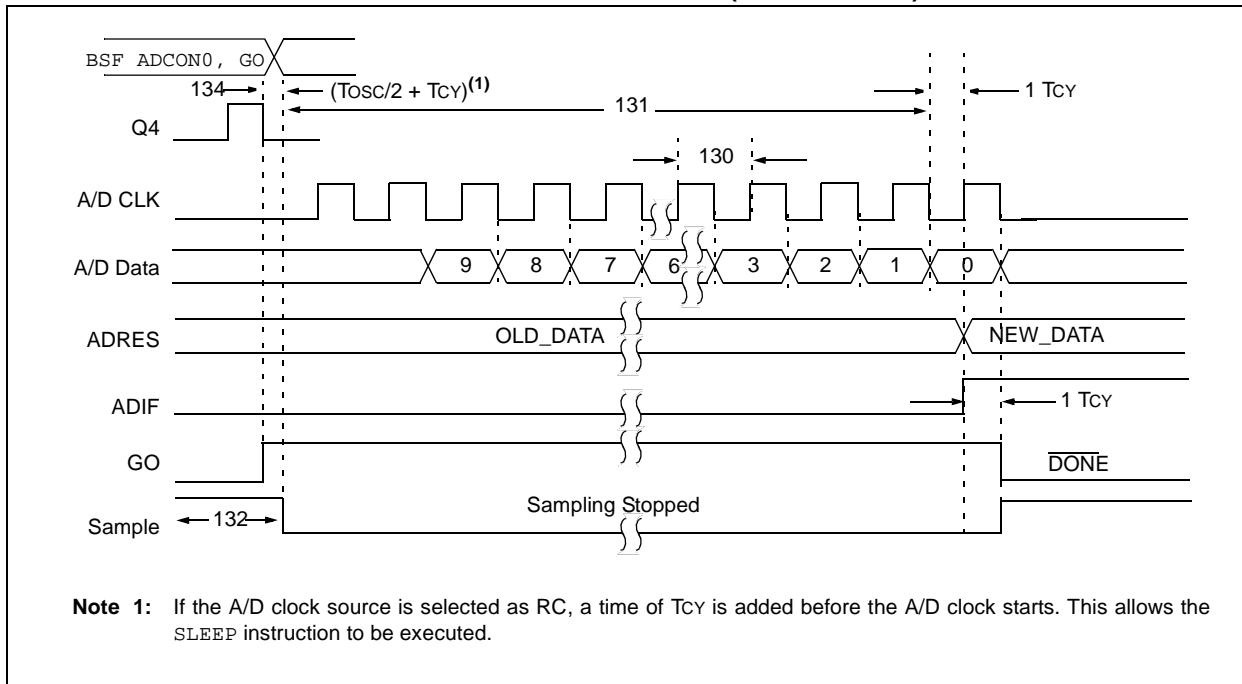 BSF ADCON0, GO
134
(TOSC/2 + TCY)(1)
131
1 TCY
Q4
130
A/D CLK
A/D Data
9 8 7 6 3 2 1 0
ADRES
OLD_DATA
NEW_DATA
ADIF
1 TCY
GO
DONE
Sample
132
Sampling Stopped
Note 1: If the A/D clock source is selected as RC, a time of TCY is added before the A/D clock starts. This allows the
SLEEP instruction to be executed.